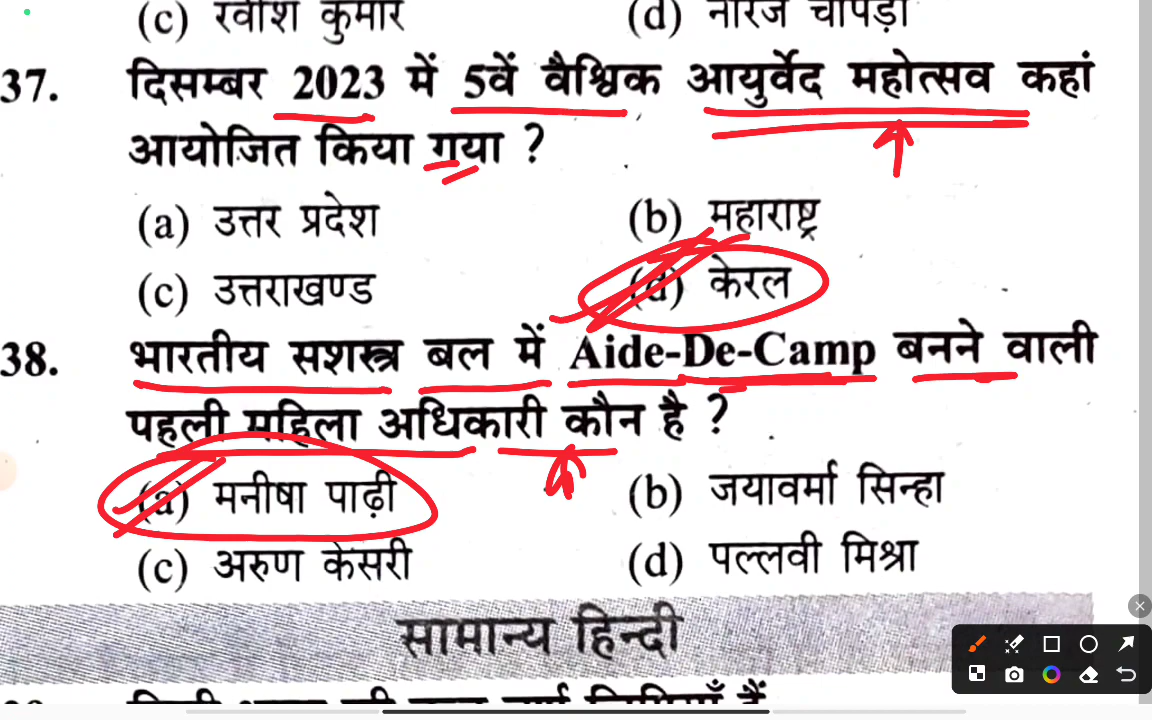 (c) रवीश कुमार (d) नीरज चोपड़ा
37. दिसम्बर 2023 में 5वें वैश्विक आयुर्वेद महोत्सव कहां
आयोजित किया गया ?
(a) उत्तर प्रदेश (b) महाराष्ट्र
(c) उत्तराखण्ड (d) केरल
38. भारतीय सशस्त्र बल में Aide-De-Camp बनने वाली
पहली महिला अधिकारी कौन है ?
(a) मनीषा पाढ़ी (b) जयावर्मा सिन्हा
(c) अरुण केसरी (d) पल्लवी मिश्रा
सामान्य हिन्दी